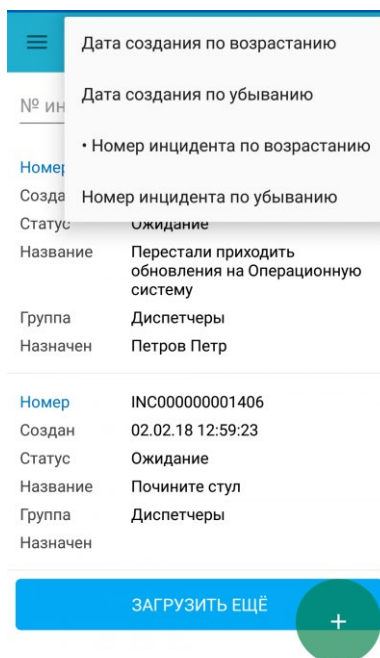 Дата создания по возрастанию
Дата создания по убыванию
№
• Номер инцидента по возрастанию
Номер инцидента по убыванию
Статус Ожидание
Название Перестали приходить
обновления на Операционную
систему
Группа Диспетчеры
Назначен Петров Петр
Номер INC000000001406
Создан 02.02.18 12:59:23
Статус Ожидание
Название Почините стул
Группа Диспетчеры
Назначен
ЗАГРУЗИТЬ ЕЩЁ
+